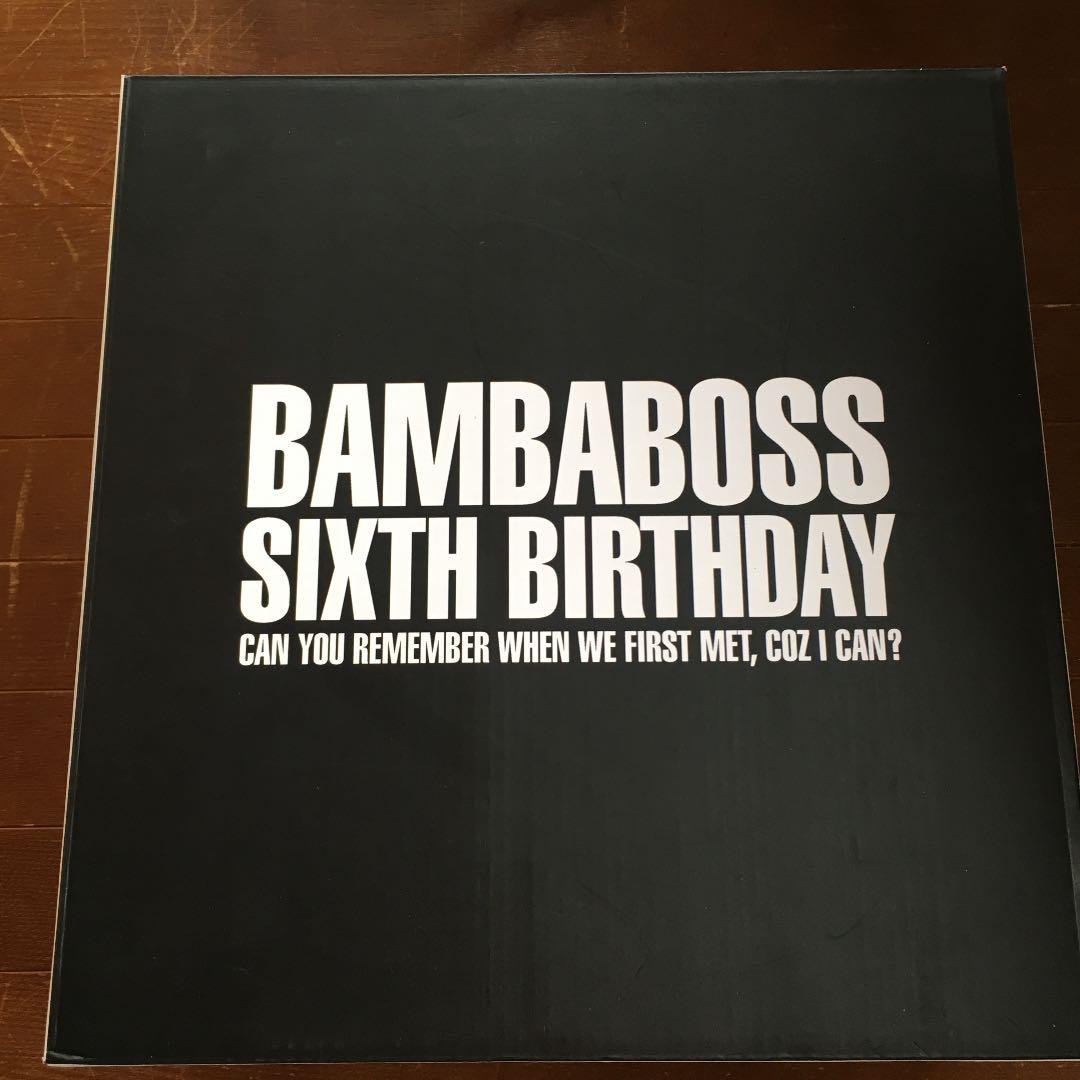 BAMBABOSS
SIXTH BIRTHDAY
CAN YOU REMEMBER WHEN WE FIRST MET, COZ I CAN?